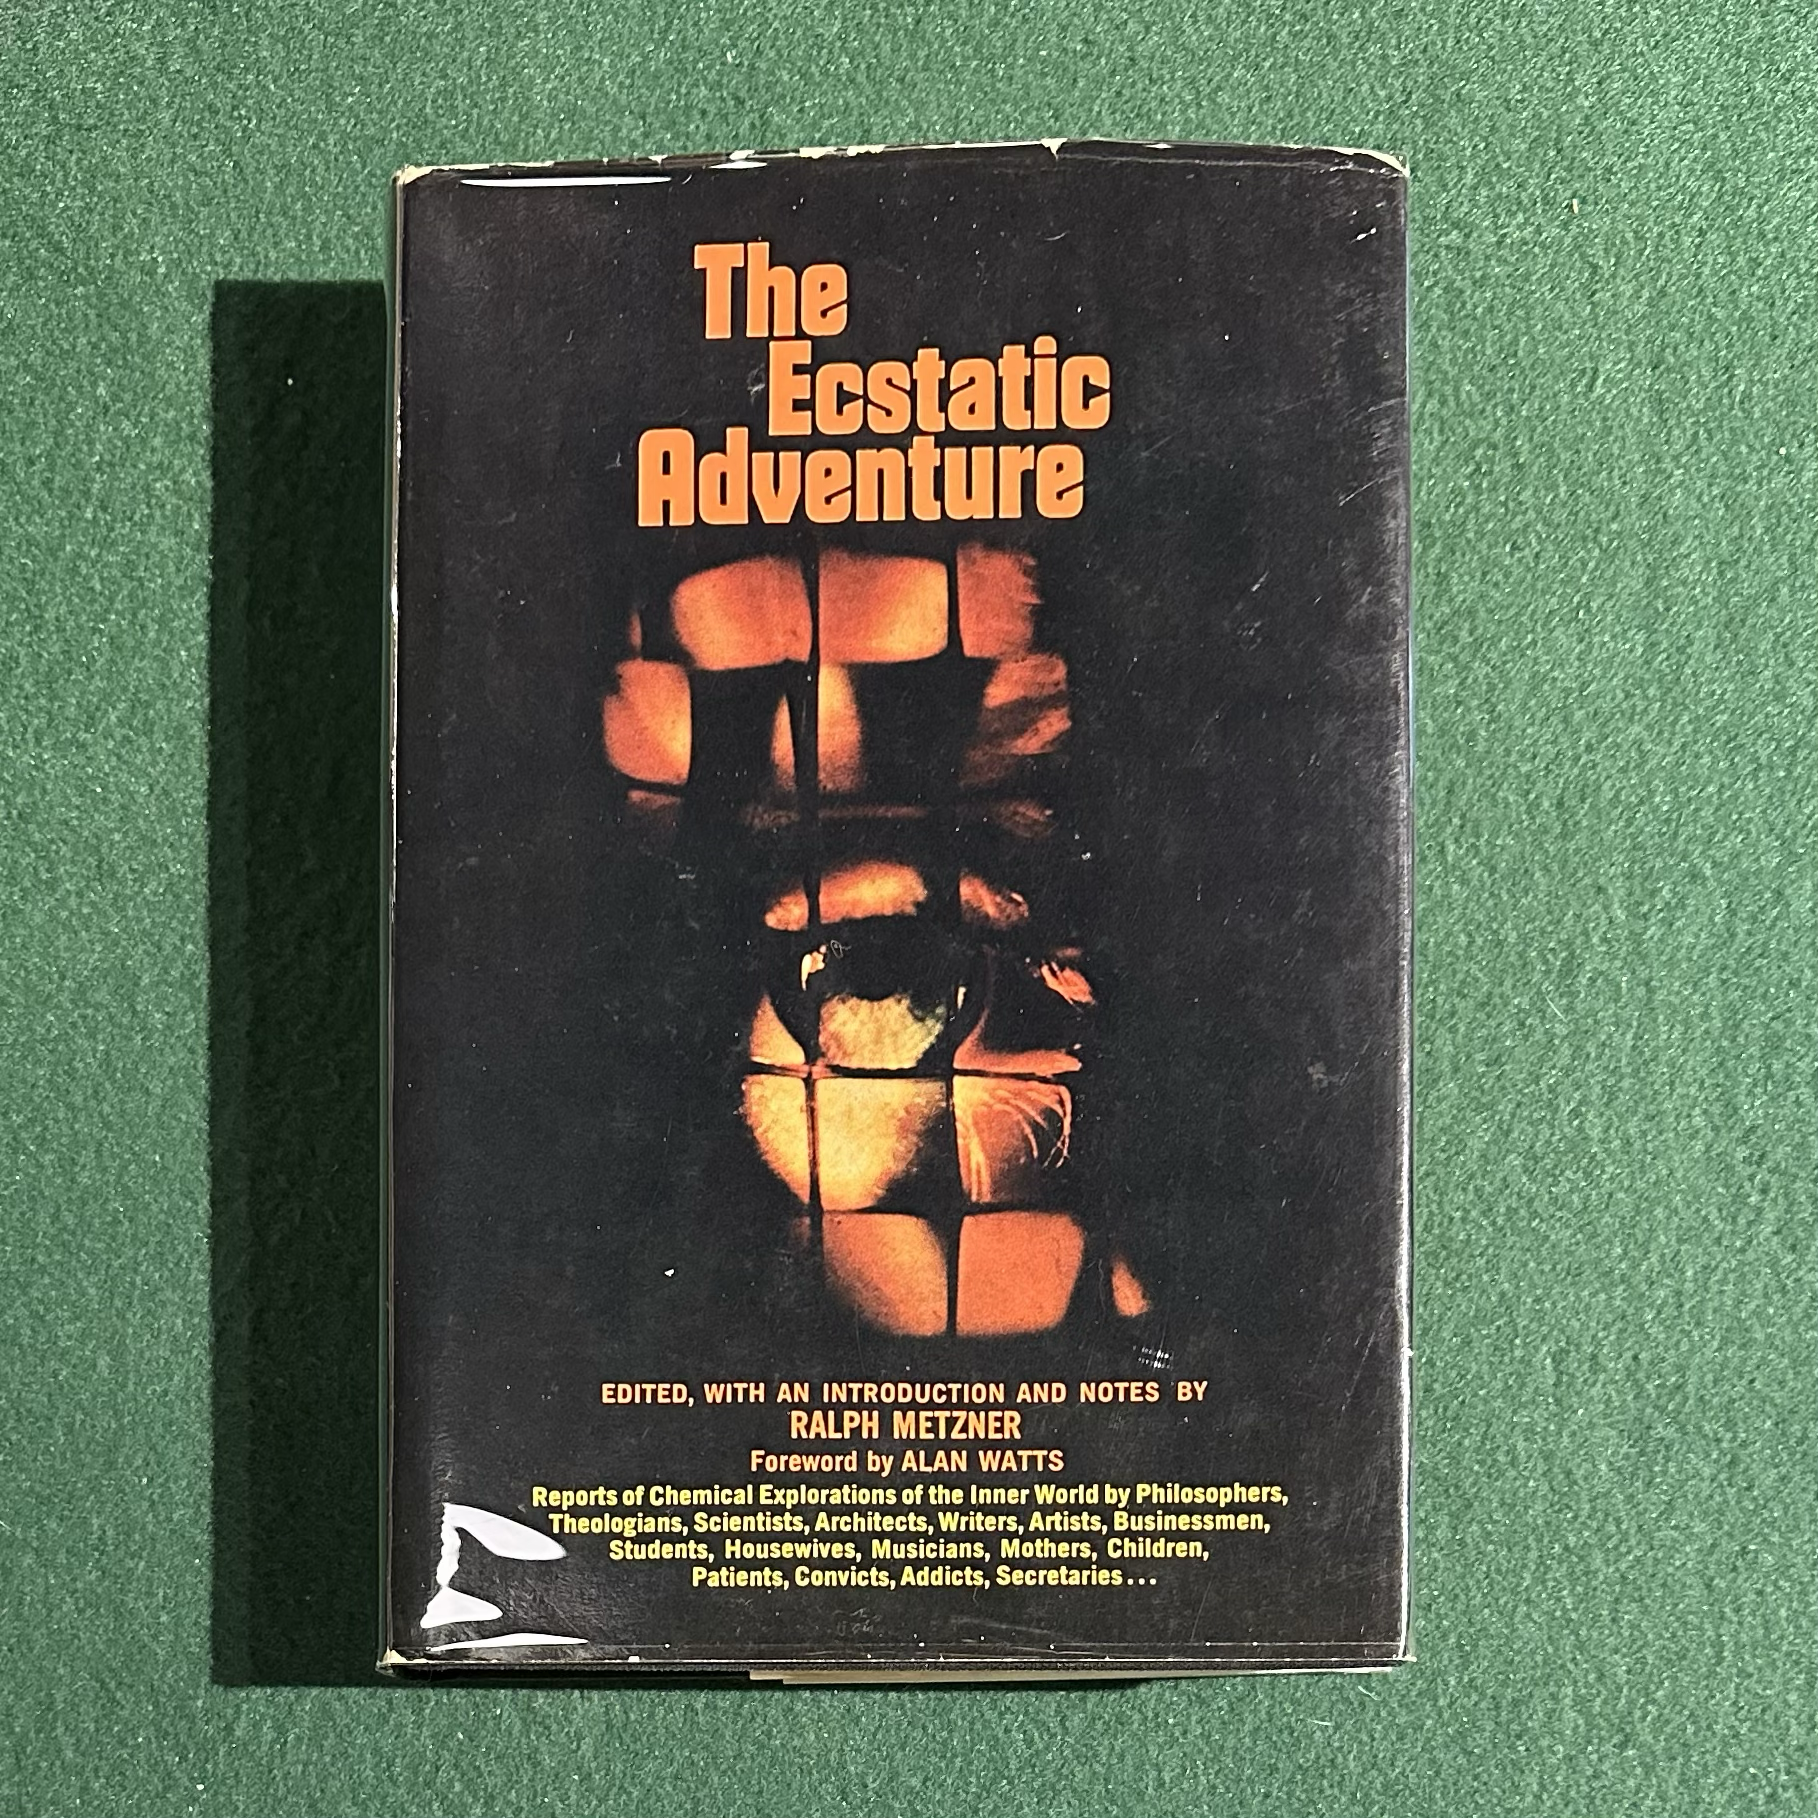 The
Ecstatic
Adventure
EDITED, WITH AN INTRODUCTION AND NOTES BY
RALPH METZNER
Foreword by ALAN WATTS
Reports of Chemical Explorations of the Inner World by Philosophers,
Theologians, Scientists, Architects, Writers, Artists, Businessmen,
Students, Housewives, Musicians, Mothers, Children,
Patients, Convicts, Addicts, Secretaries...